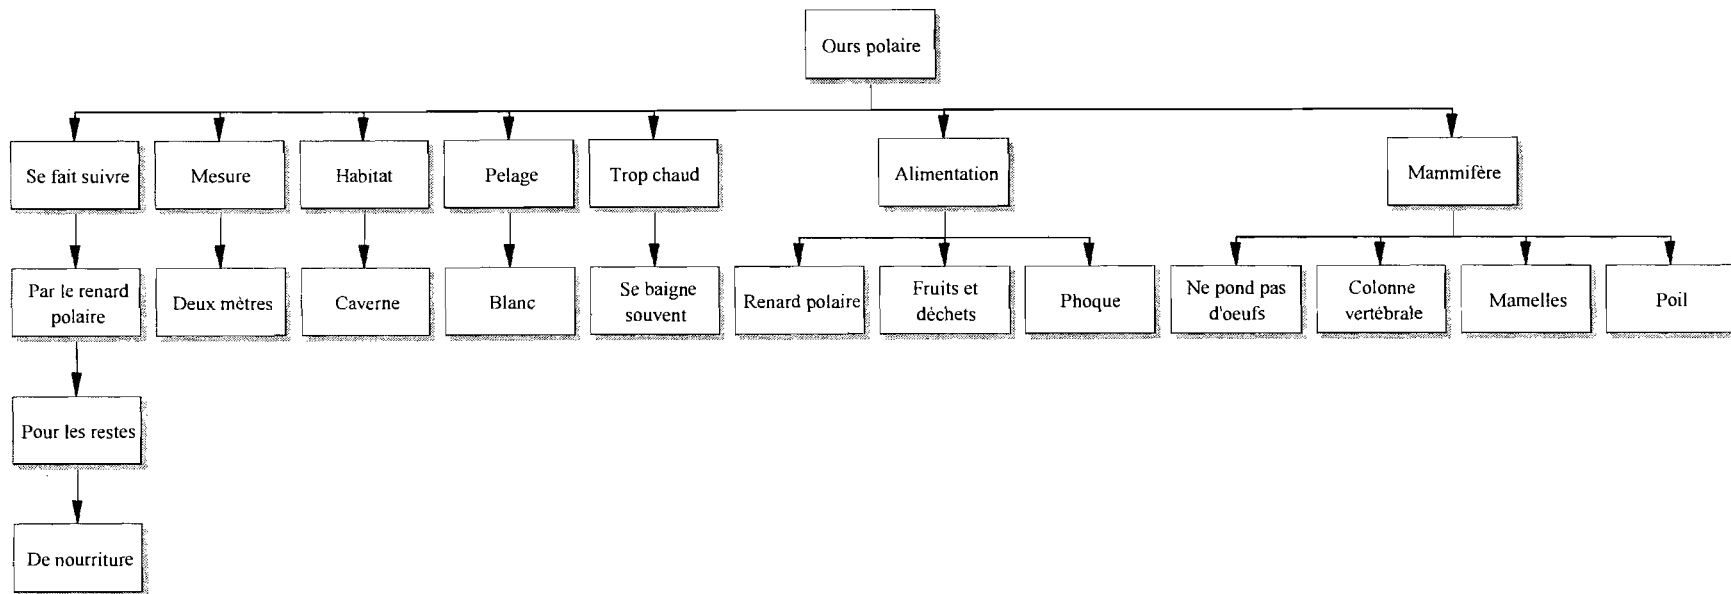 Ours polaire
Se fait suivre
Mesure
Habitat
Pelage
Trop chaud
Alimentation
Mammifère
Par le renard
polaire
Deux mètres
Caverne
Blanc
Se baigne
souvent
Renard polaire
Fruits et
déchets
Phoque
Ne pond pas
d'oeufs
Colonne
vertébrale
Mamelles
Poil
Pour les restes
De nourriture